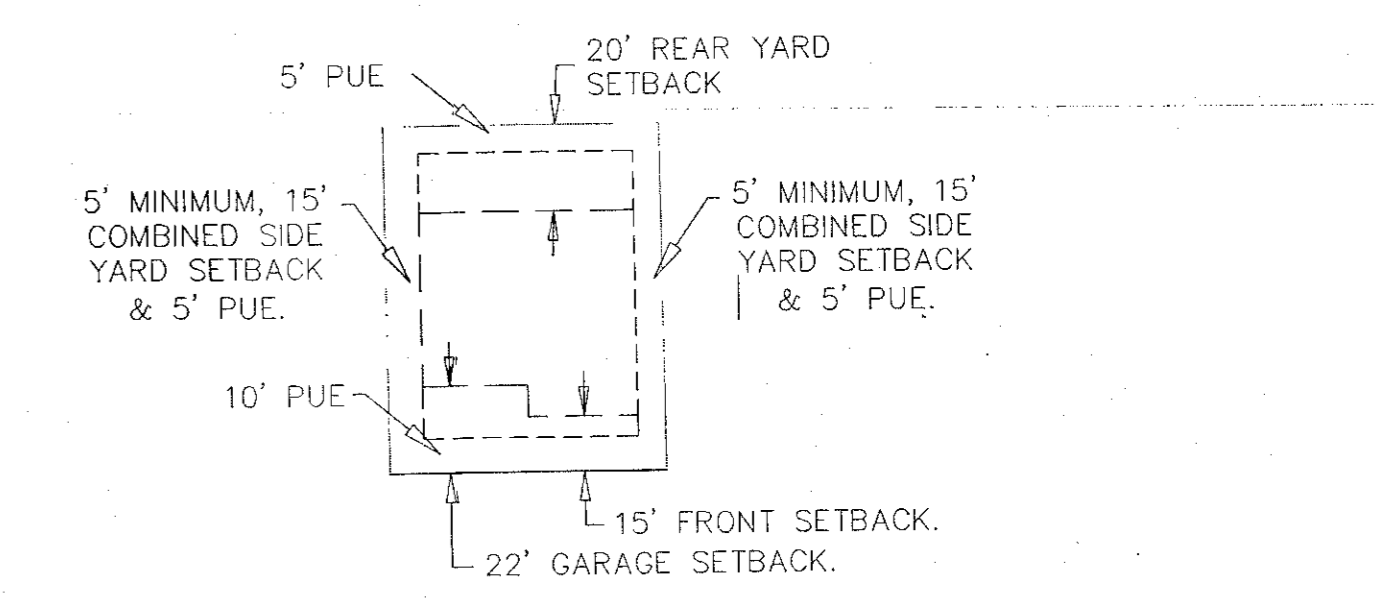 20' REAR YARD
SETBACK
5' PUE
5' MINIMUM, 15'
COMBINED SIDE
YARD SETBACK
& 5' PUE.
5' MINIMUM, 15'
COMBINED SIDE
YARD SETBACK
& 5' PUE.
10' PUE
15' FRONT SETBACK.
22' GARAGE SETBACK.